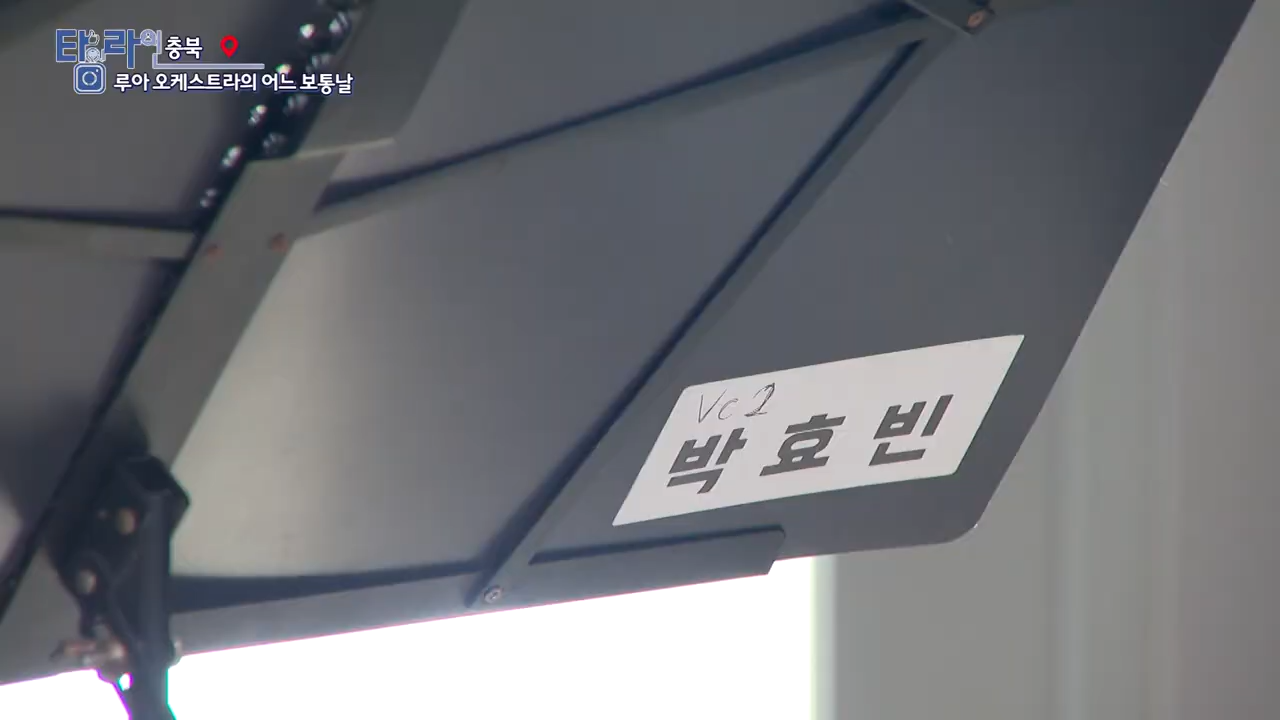 타라의 충북
루아 오케스트라의 어느 보통날
Vc 2
박효빈